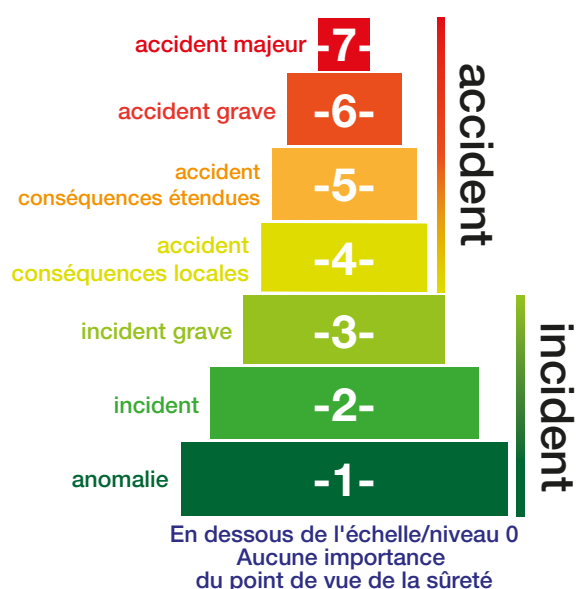 accident majeur
-7-
accident grave
-6-
accident
conséquences étendues
-5-
accident
conséquences locales
-4-
accident
incident grave
-3-
incident
-2-
anomalie
-1-
incident
En dessous de l'échelle/niveau 0
Aucune importance
du point de vue de la sûreté